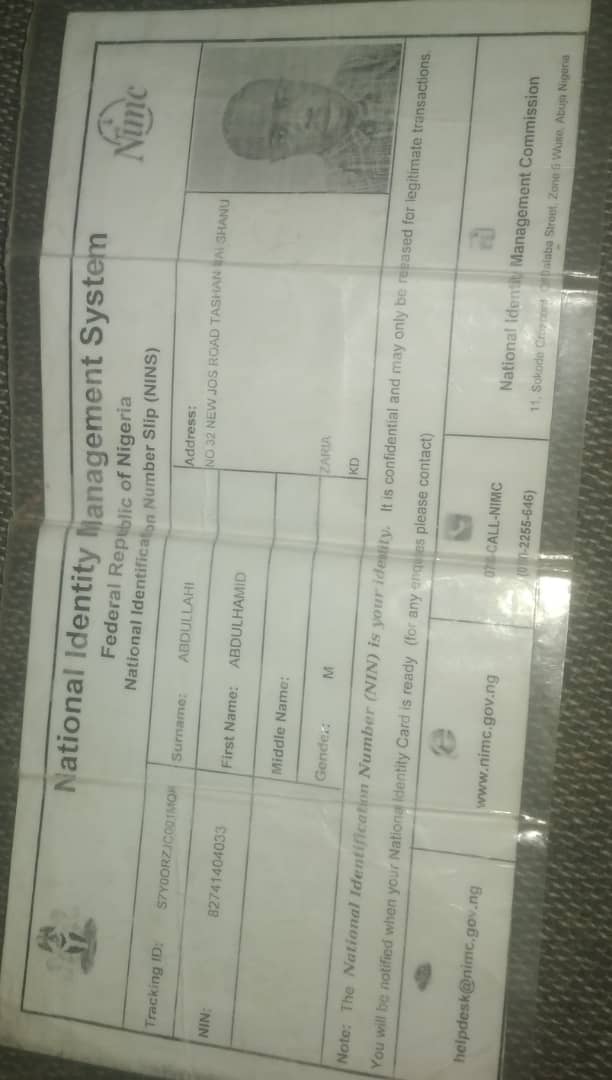 National Identity Management System
Federal Republic of Nigeria
National Identification Number Slip (NINS)
Nimc
Tracking ID: S7Y0ORZJC001MQR
Surname: ABDULLAHI
Address:
NO 32 NEW JOS ROAD TASHAN SHANU
NIN: 82741404033
First Name: ABDULHAMID
Middle Name:
Gender: M
ZARIA
KD
Note: The National Identification Number (NIN) is your identity. It is confidential and may only be released for legitimate transactions.
You will be notified when your National Identity Card is ready (for any enquiries please contact)
helpdesk@nimc.gov.ng
www.nimc.gov.ng
CALL-NIMC
2255-646)
National Identity Management Commission
11, Sokode Crescent, Street, Zone 5 Wuse, Abuja Nigeria